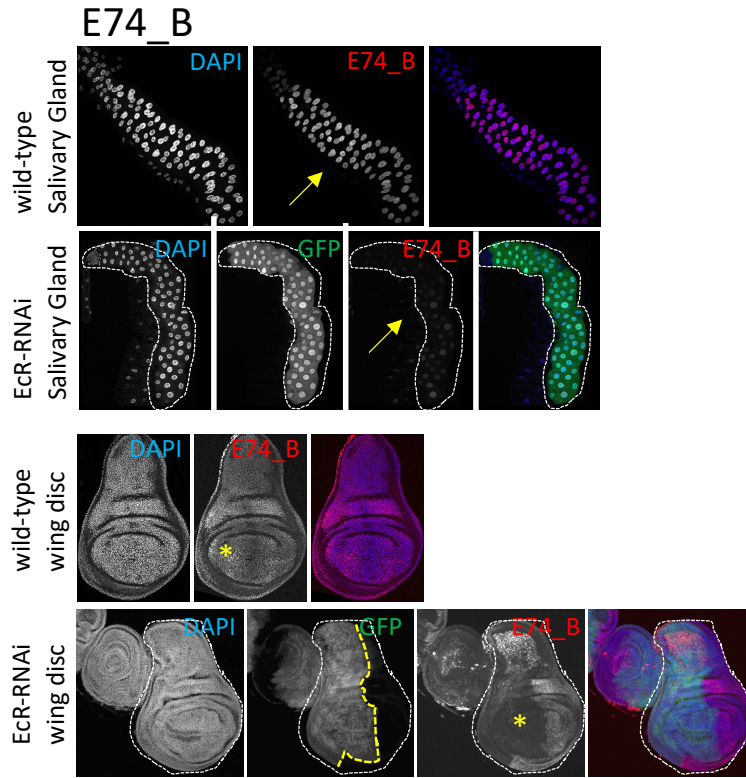 E74_B
wild-type
Salivary Gland
DAPI
E74_B
EcR-RNAi
Salivary Gland
DAPI
GFP
E74_B
wild-type
wing disc
DAPI
E74_B
*
EcR-RNAi
wing disc
DAPI
GFP
E74_B
*